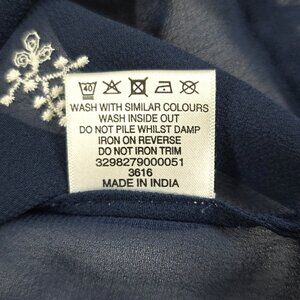 40
WASH WITH SIMILAR COLOURS
WASH INSIDE OUT
DO NOT PILE WHILST DAMP
IRON ON REVERSE
DO NOT IRON TRIM
3298279000051
3616
MADE IN INDIA